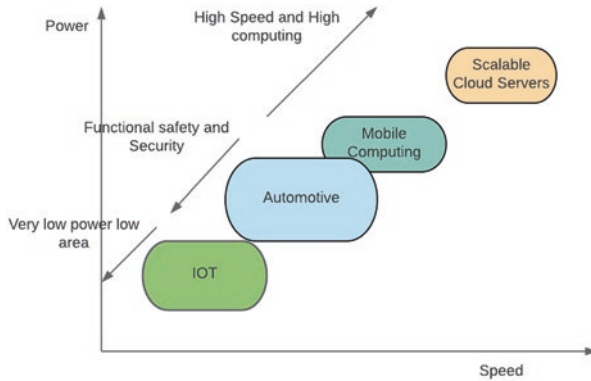 High Speed and High
computing
Power
Scalable
Cloud Servers
Functional safety and
Security
Mobile
Computing
Automotive
Very low power low
area
IOT
Speed